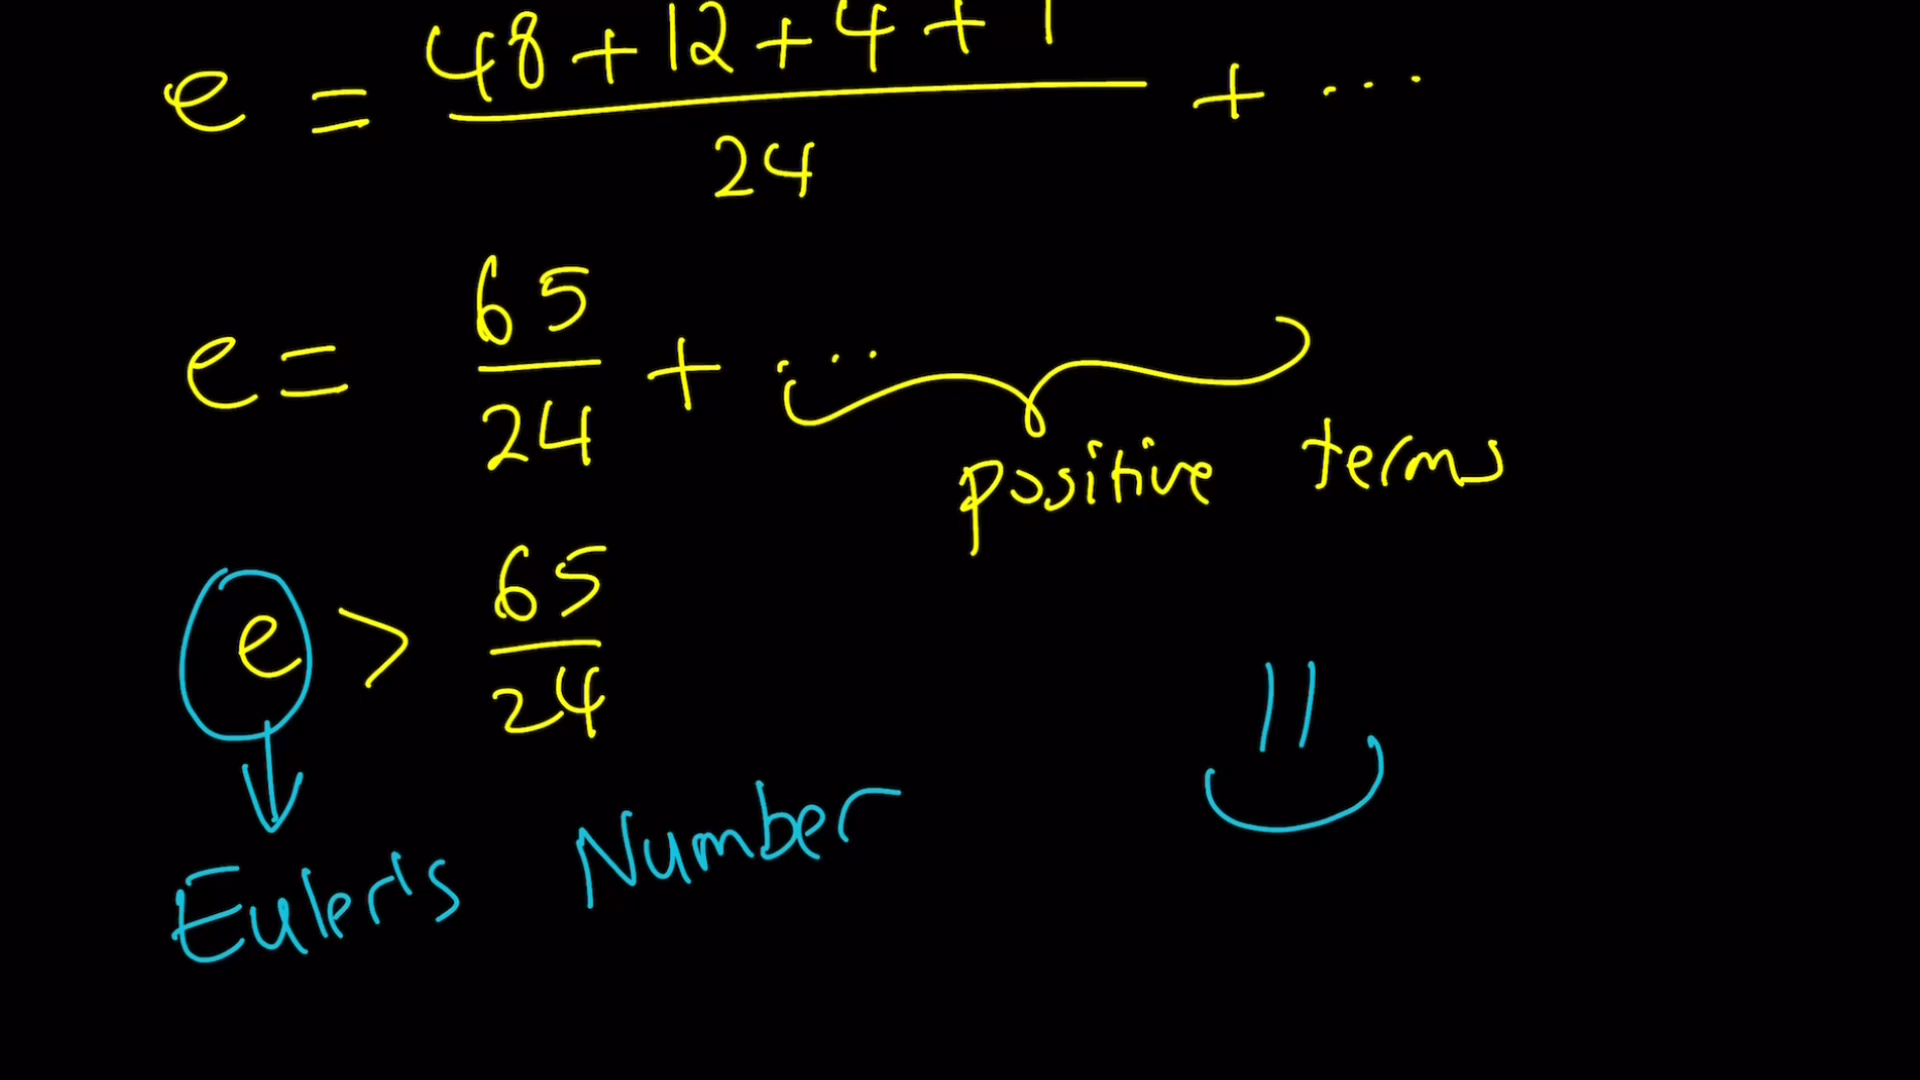 e = 48 + 12 + 4 + 1 / 24 + ...
e = 65 / 24 + ...
positive terms
e > 65 / 24
Euler's Number